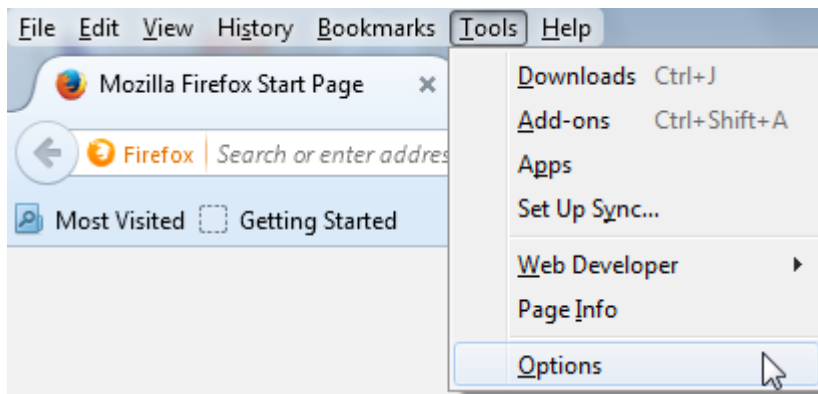 File Edit View History Bookmarks Tools Help
Mozilla Firefox Start Page
Firefox Search or enter addres
Most Visited Getting Started
Downloads Ctrl+J
Add-ons Ctrl+Shift+A
Apps
Set Up Sync...
Web Developer
Page Info
Options